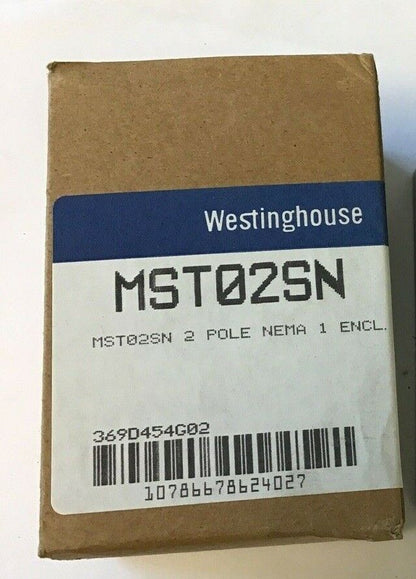 Westinghouse
MST02SN
MST02SN 2 POLE NEMA 1 ENCL.
369D454G02
10786678624027